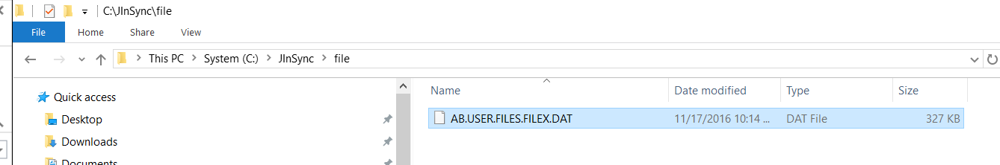 C:\JInSync\file
File Home Share View
This PC System (C:) JInSync file
Quick access
Name Date modified Type Size
Desktop
AB.USER.FILES.FILEX.DAT 11/17/2016 10:14 ... DAT File 327 KB
Downloads
Documents